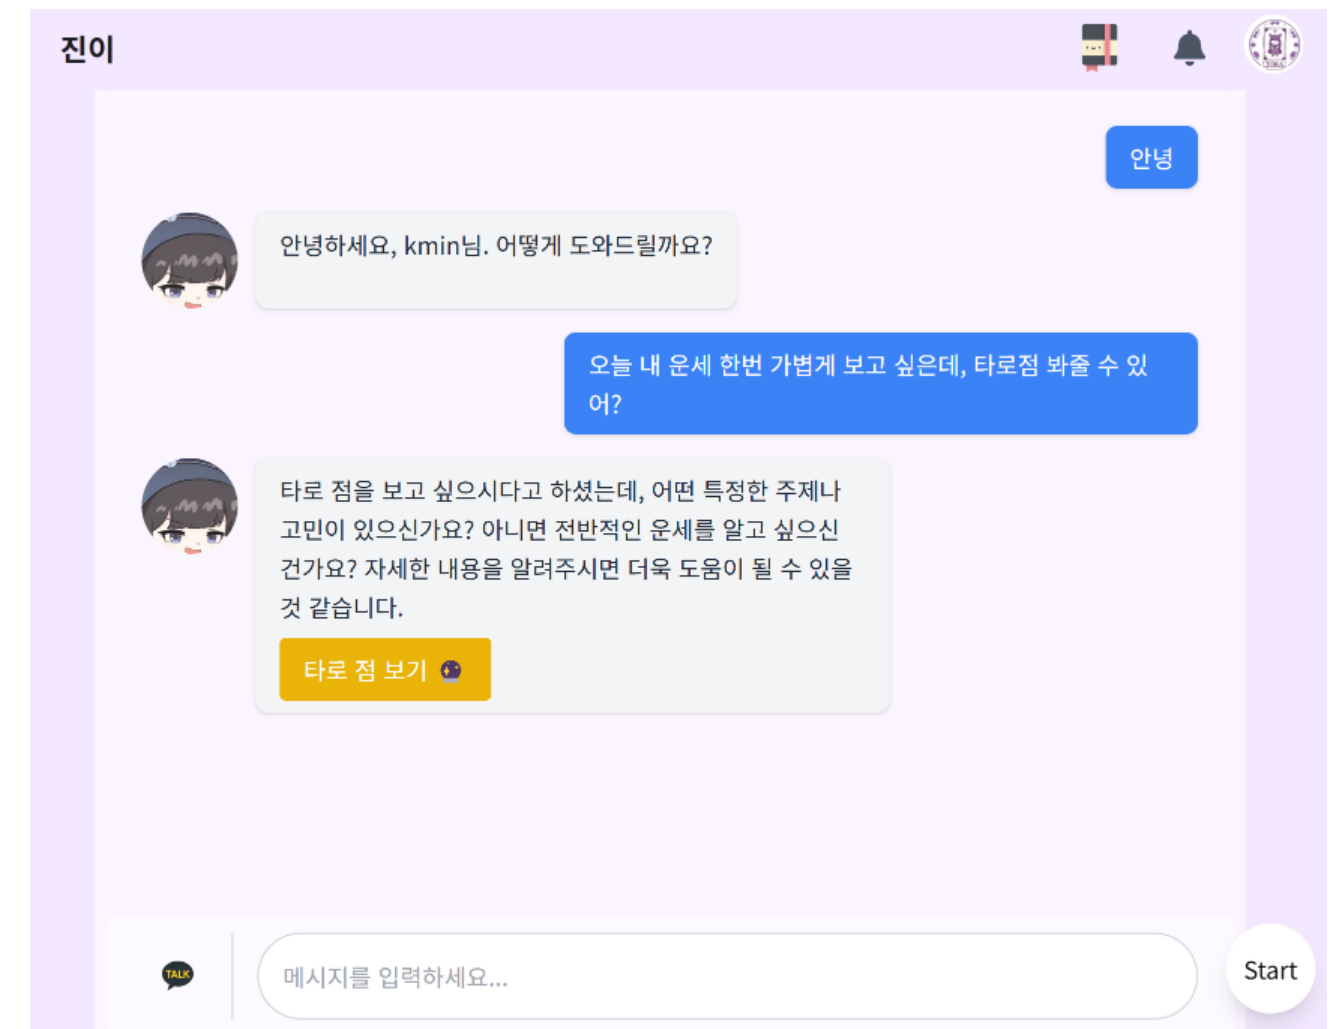 진이
안녕
안녕하세요, kmin님. 어떻게 도와드릴까요?
오늘 내 운세 한번 가볍게 보고 싶은데, 타로점 봐줄 수 있
어?
타로 점을 보고 싶으시다고 하셨는데, 어떤 특정한 주제나
고민이 있으신가요? 아니면 전반적인 운세를 알고 싶으신
건가요? 자세한 내용을 알려주시면 더욱 도움이 될 수 있을
것 같습니다.
타로 점 보기
TALK
메시지를 입력하세요...
Start